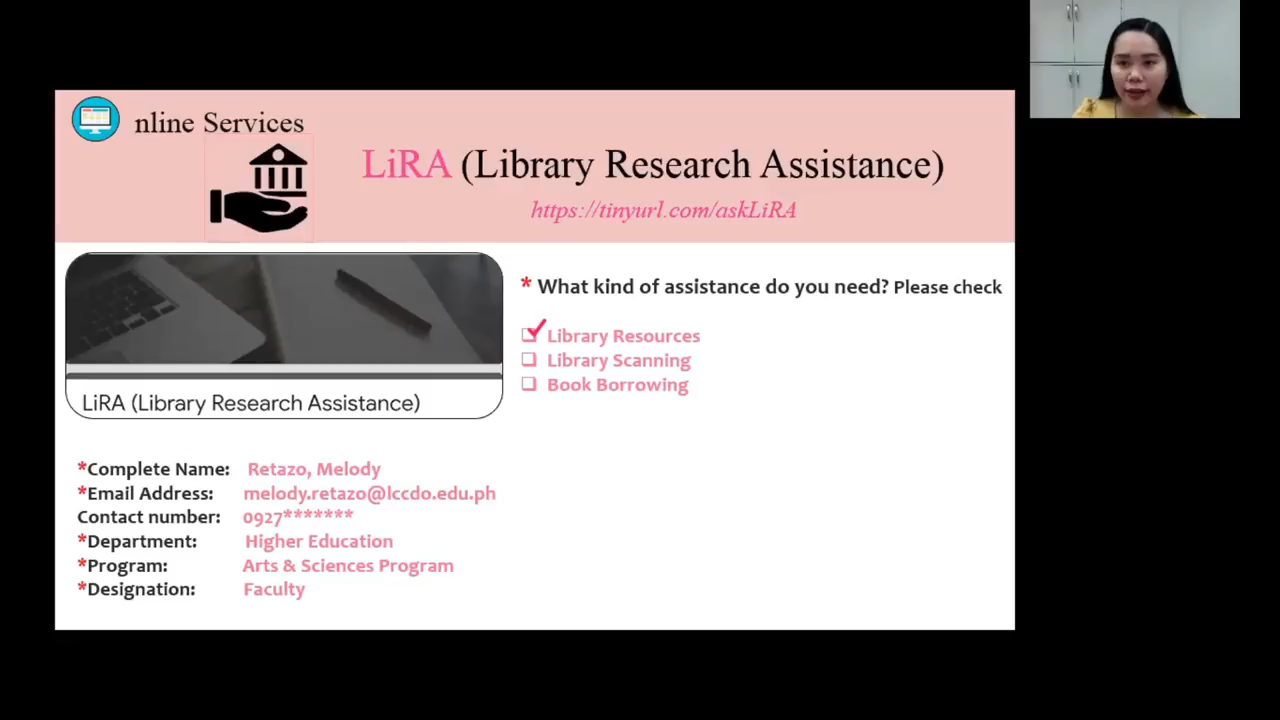 nline Services
LiRA (Library Research Assistance)
https://tinyurl.com/askLiRA
LiRA (Library Research Assistance)
* What kind of assistance do you need? Please check
Library Resources
Library Scanning
Book Borrowing
*Complete Name: Retazo, Melody
*Email Address: melody.retazo@lccdo.edu.ph
Contact number: 0927*******
*Department: Higher Education
*Program: Arts & Sciences Program
*Designation: Faculty